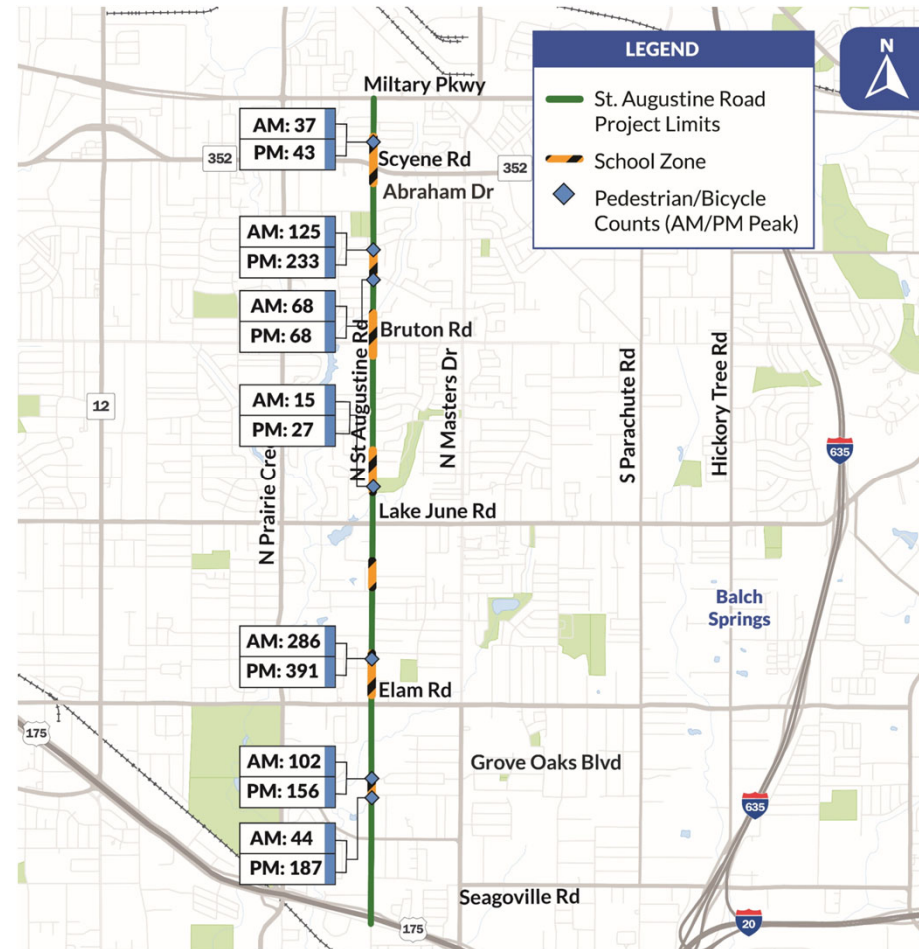 LEGEND
St. Augustine Road
Project Limits
School Zone
Pedestrian/Bicycle
Counts (AM/PM Peak)
N
Miltary Pkwy
AM: 37
PM: 43
352
Scyene Rd
352
Abraham Dr
AM: 125
PM: 233
AM: 68
PM: 68
Bruton Rd
N St Augustine Rd
N Masters Dr
S Parachute Rd
Hickory Tree Rd
12
AM: 15
PM: 27
635
N Prairie Cree
Lake June Rd
Balch
Springs
AM: 286
PM: 391
Elam Rd
175
AM: 102
PM: 156
Grove Oaks Blvd
635
AM: 44
PM: 187
Seagoville Rd
175
20